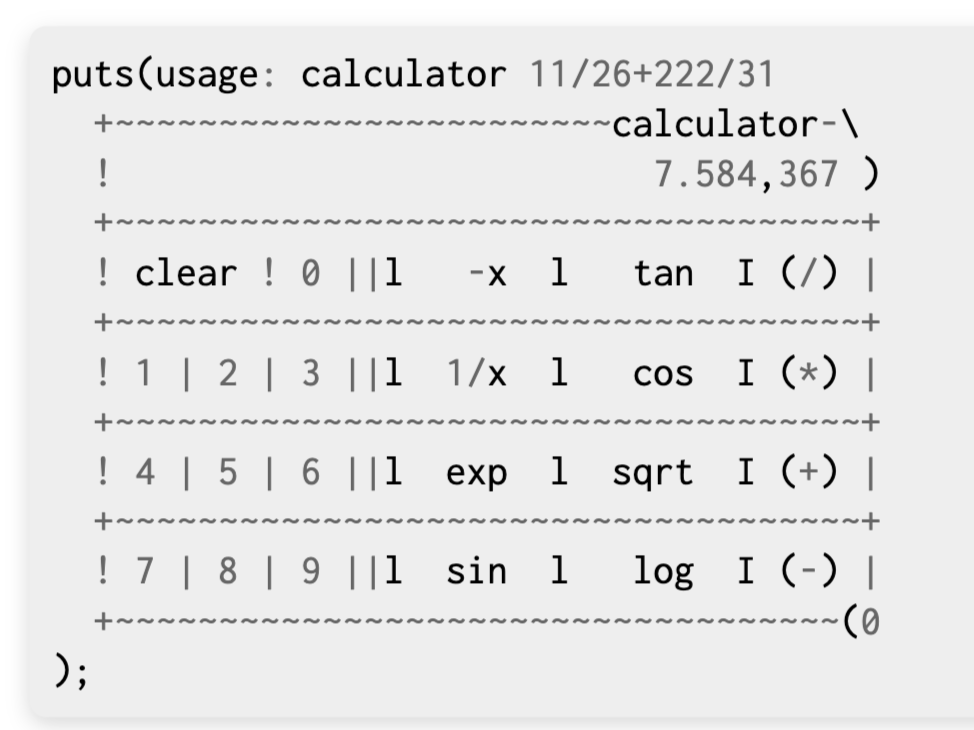 puts(usage: calculator 11/26+222/31
  +~~~~~~~~~~~~~~~~~~~~~~~~calculator-\
  !                          7.584,367 )
  +~~~~~~~~~~~~~~~~~~~~~~~~~~~~~~~~~~~~+
  ! clear ! 0 ||l   -x  l   tan  I (/) |
  +~~~~~~~~~~~~~~~~~~~~~~~~~~~~~~~~~~~~+
  ! 1 | 2 | 3 ||l  1/x  l   cos  I (*) |
  +~~~~~~~~~~~~~~~~~~~~~~~~~~~~~~~~~~~~+
  ! 4 | 5 | 6 ||l  exp  l  sqrt  I (+) |
  +~~~~~~~~~~~~~~~~~~~~~~~~~~~~~~~~~~~~+
  ! 7 | 8 | 9 ||l  sin  l   log  I (-) |
  +~~~~~~~~~~~~~~~~~~~~~~~~~~~~~~~~~~~(0
);